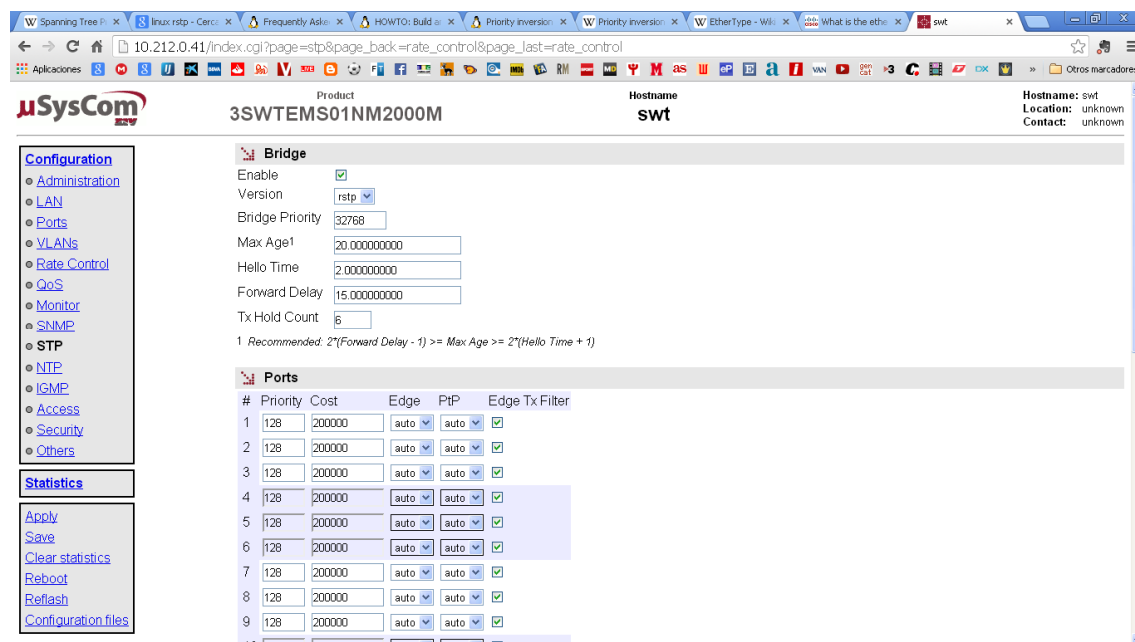 Spanning Tree P
linux rstp - Cerca
Frequently Aske
HOWTO: Build a
Priority inversion
Priority inversion
EtherType - Wiki
What is the ethe
swt
10.212.0.41/index.cgi?page=stp&page_back=rate_control&page_last=rate_control
Aplicaciones
Otros marcadores
µSysCom
Product
3SWTEMS01NM2000M
Hostname
swt
Hostname: swt
Location: unknown
Contact: unknown
Configuration
Administration
LAN
Ports
VLANs
Rate Control
QoS
Monitor
SNMP
STP
NTP
IGMP
Access
Security
Others
Statistics
Apply
Save
Clear statistics
Reboot
Reflash
Configuration files
Bridge
Enable
Version rstp
Bridge Priority 32768
Max Age1 20.000000000
Hello Time 2.000000000
Forward Delay 15.000000000
Tx Hold Count 6
1 Recommended: 2*(Forward Delay - 1) >= Max Age >= 2*(Hello Time + 1)
Ports
# Priority Cost Edge PtP Edge Tx Filter
1 128 200000 auto auto
2 128 200000 auto auto
3 128 200000 auto auto
4 128 200000 auto auto
5 128 200000 auto auto
6 128 200000 auto auto
7 128 200000 auto auto
8 128 200000 auto auto
9 128 200000 auto auto